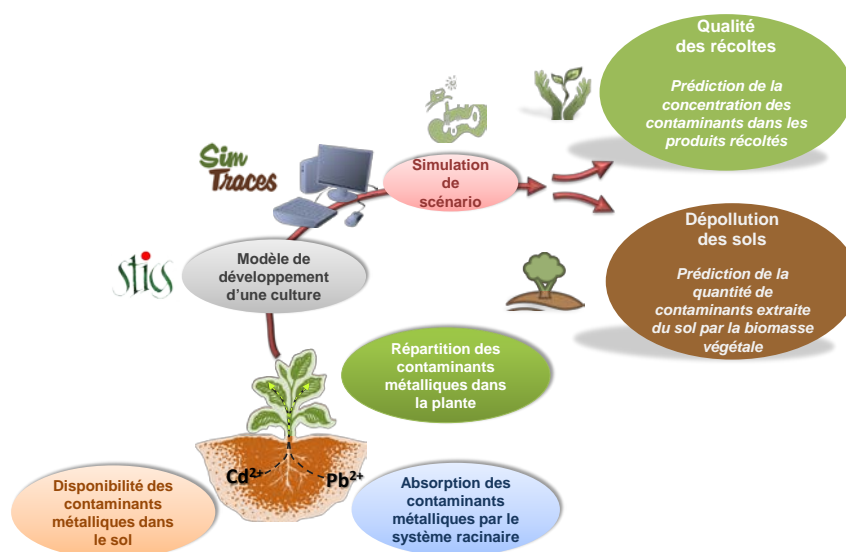 Qualité
des récoltes
Prédiction de la
concentration des
contaminants dans les
produits récoltés
Sim
Traces
Simulation
de
scénario
Dépollution
des sols
Prédiction de la
quantité de
contaminants extraite
du sol par la biomasse
végétale
stics
Modèle de
développement
d'une culture
Répartition des
contaminants
métalliques dans
la plante
Cd²⁺
Pb²⁺
Disponibilité des
contaminants
métalliques dans
le sol
Absorption des
contaminants
métalliques par le
système racinaire